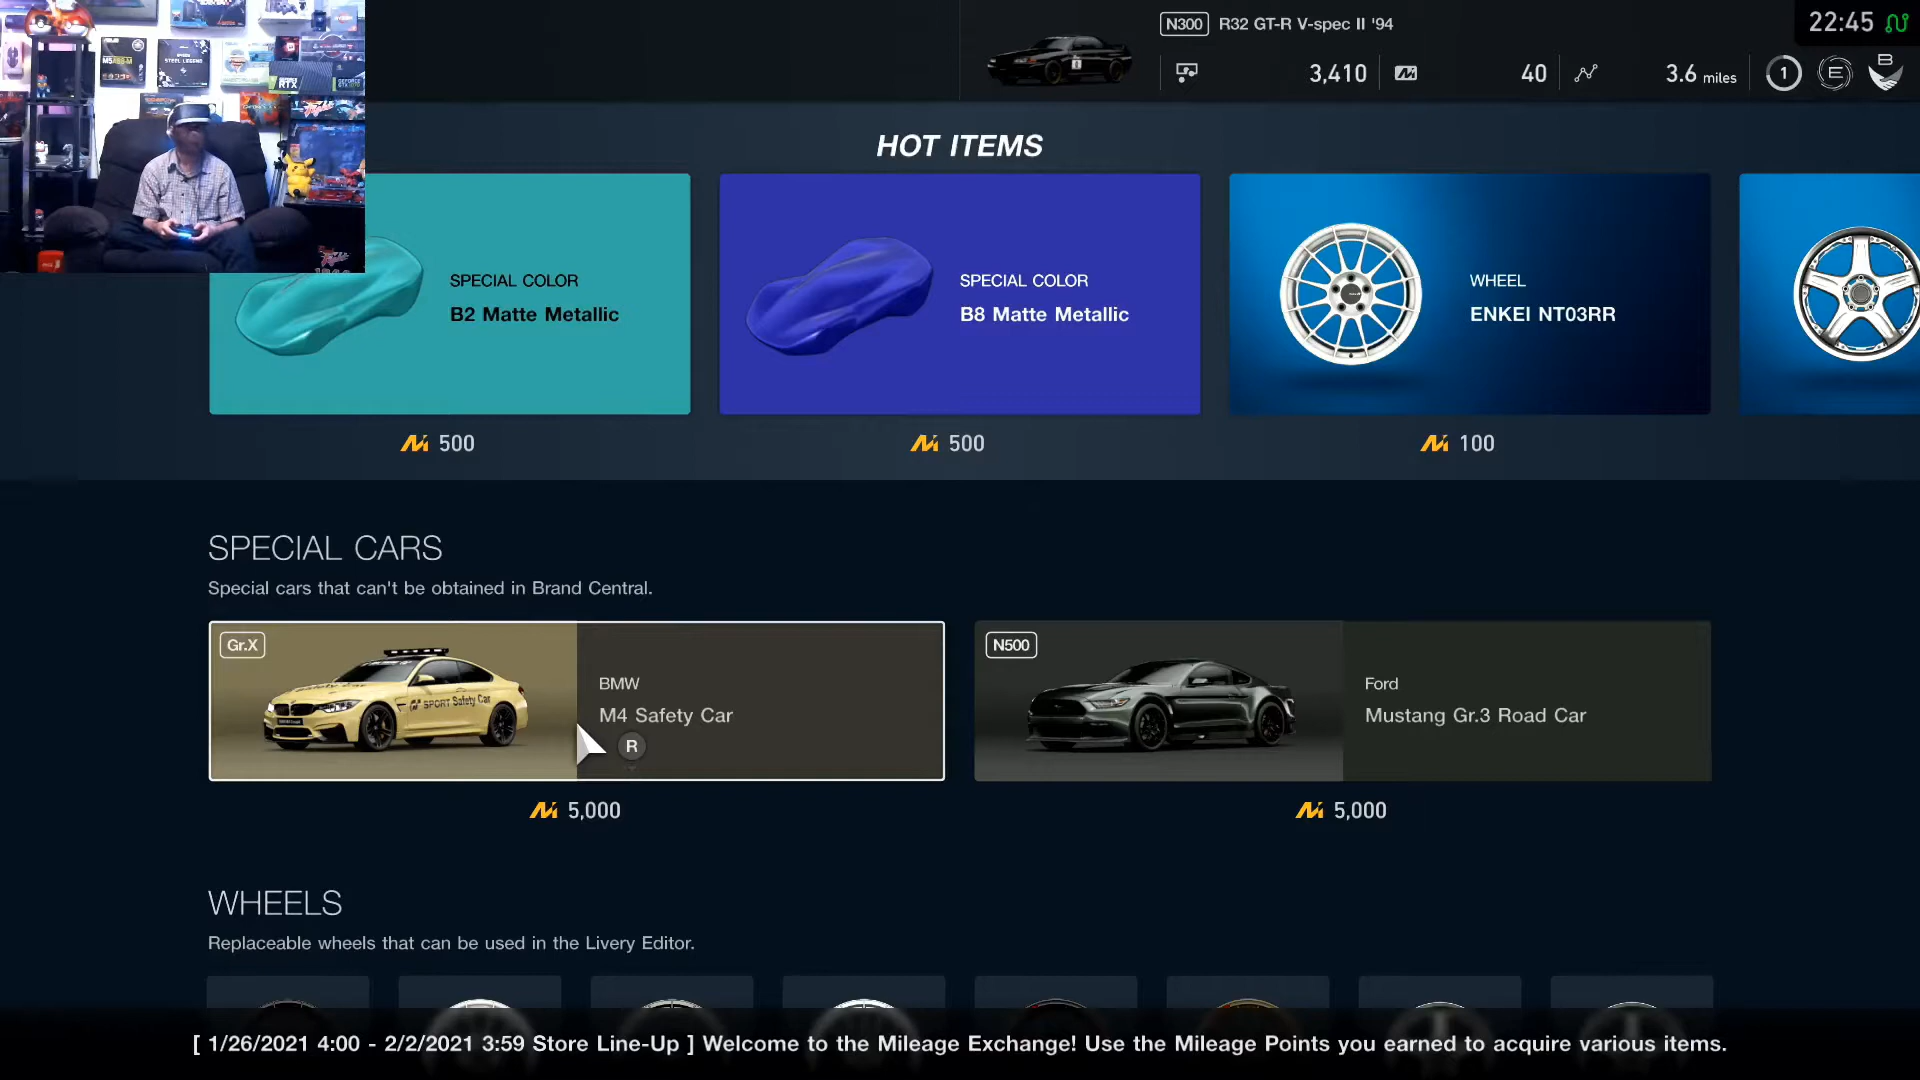 N300 R32 GT-R V-spec II '94
22:45
3,410
40
3.6 miles
1
E
B
RTX
HOT ITEMS
SPECIAL COLOR
B2 Matte Metallic
SPECIAL COLOR
B8 Matte Metallic
WHEEL
ENKEI NT03RR
500
500
100
SPECIAL CARS
Special cars that can't be obtained in Brand Central.
Gr.X
SPORT Safety Car
BMW
M4 Safety Car
R
N500
Ford
Mustang Gr.3 Road Car
5,000
5,000
WHEELS
Replaceable wheels that can be used in the Livery Editor.
[ 1/26/2021 4:00 - 2/2/2021 3:59 Store Line-Up ] Welcome to the Mileage Exchange! Use the Mileage Points you earned to acquire various items.